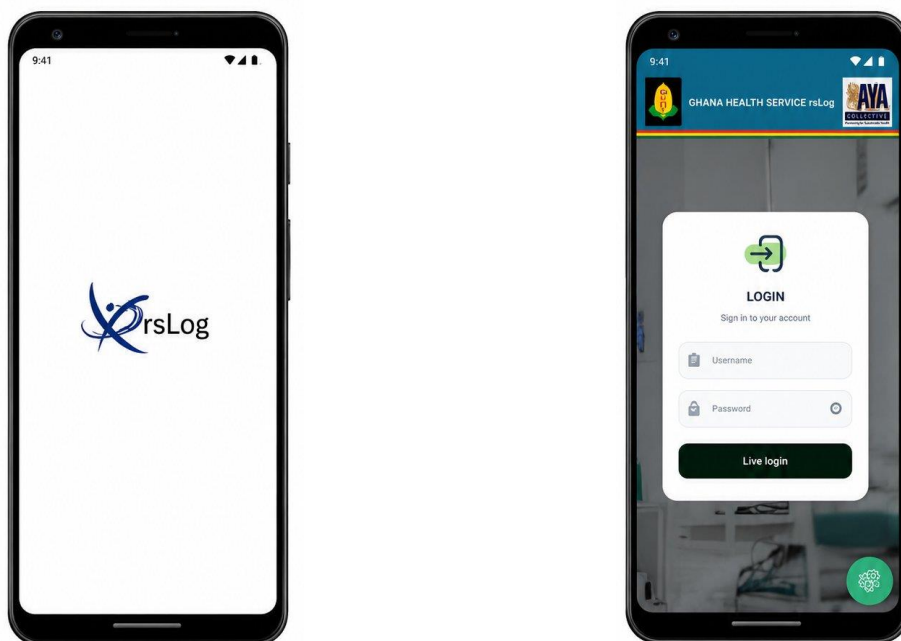 9:41
rsLog
9:41
GHANA HEALTH SERVICE rsLog
AYA
COLLECTIVE
LOGIN
Sign in to your account
Username
Password
Live login